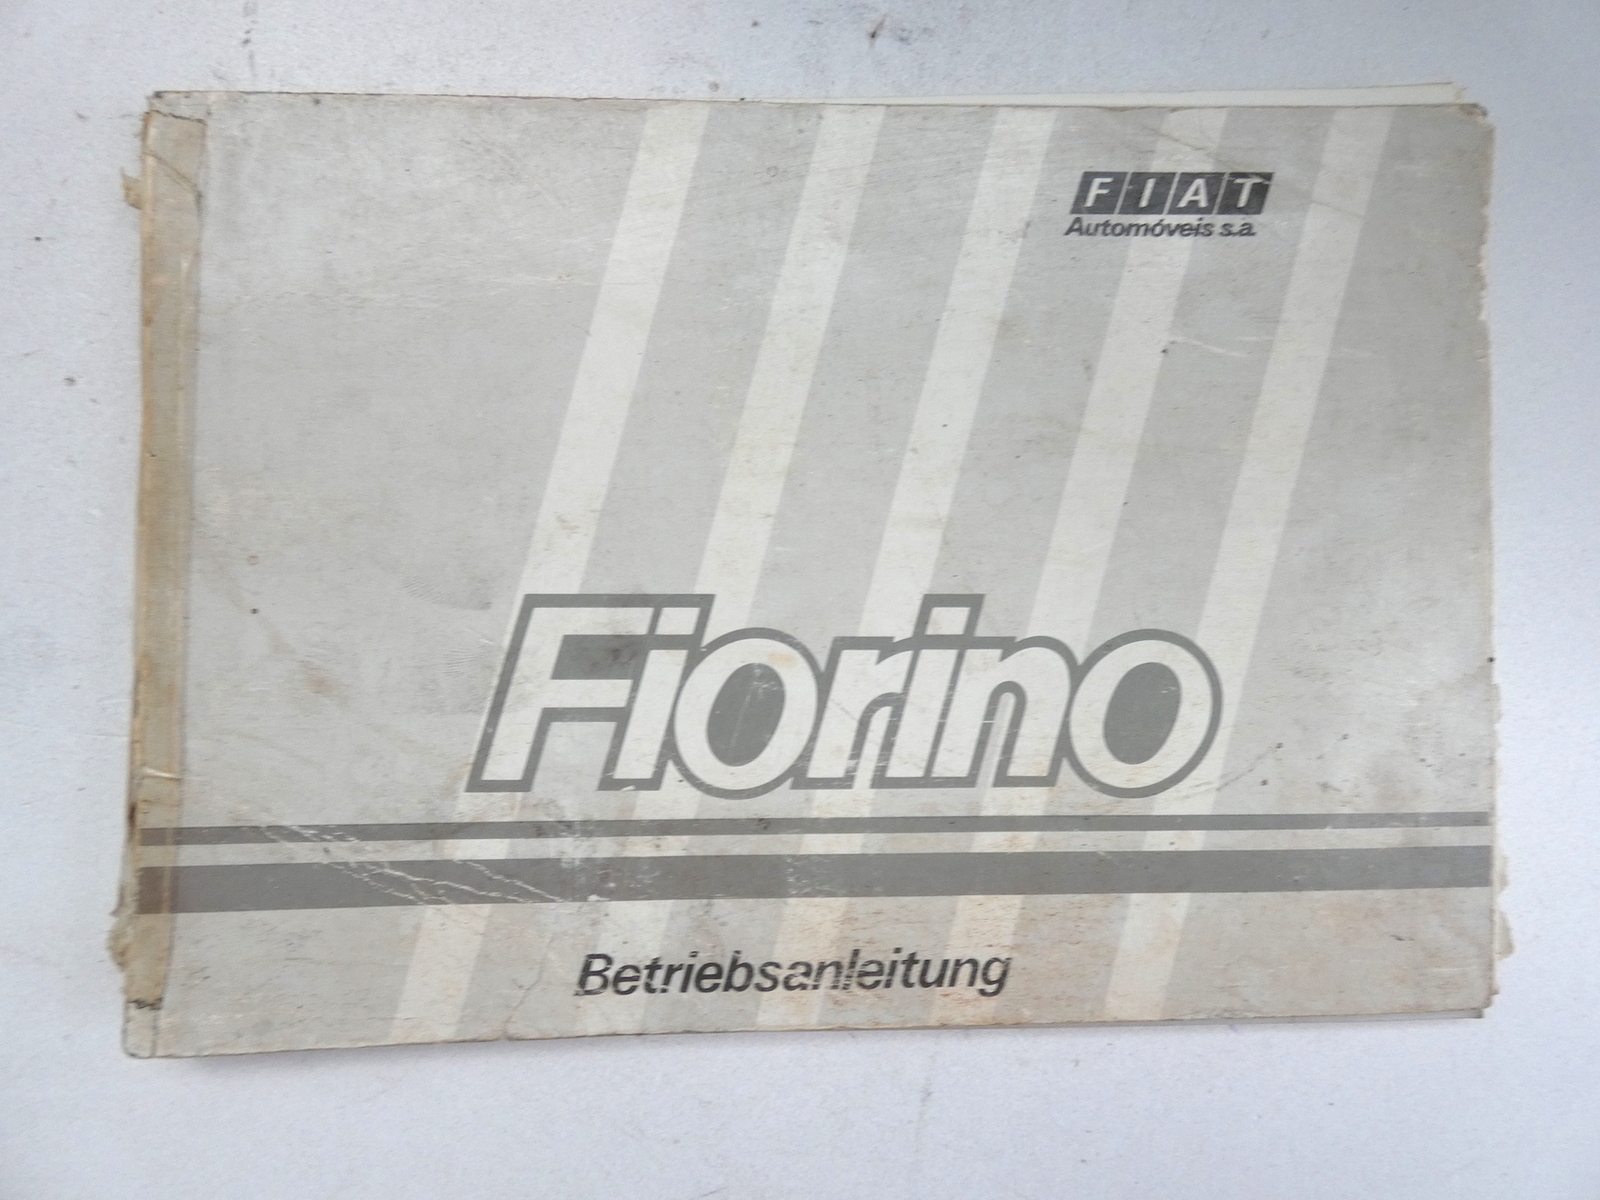 FIAT
Automóveis s.a.
Fiorino
Betriebsanleitung